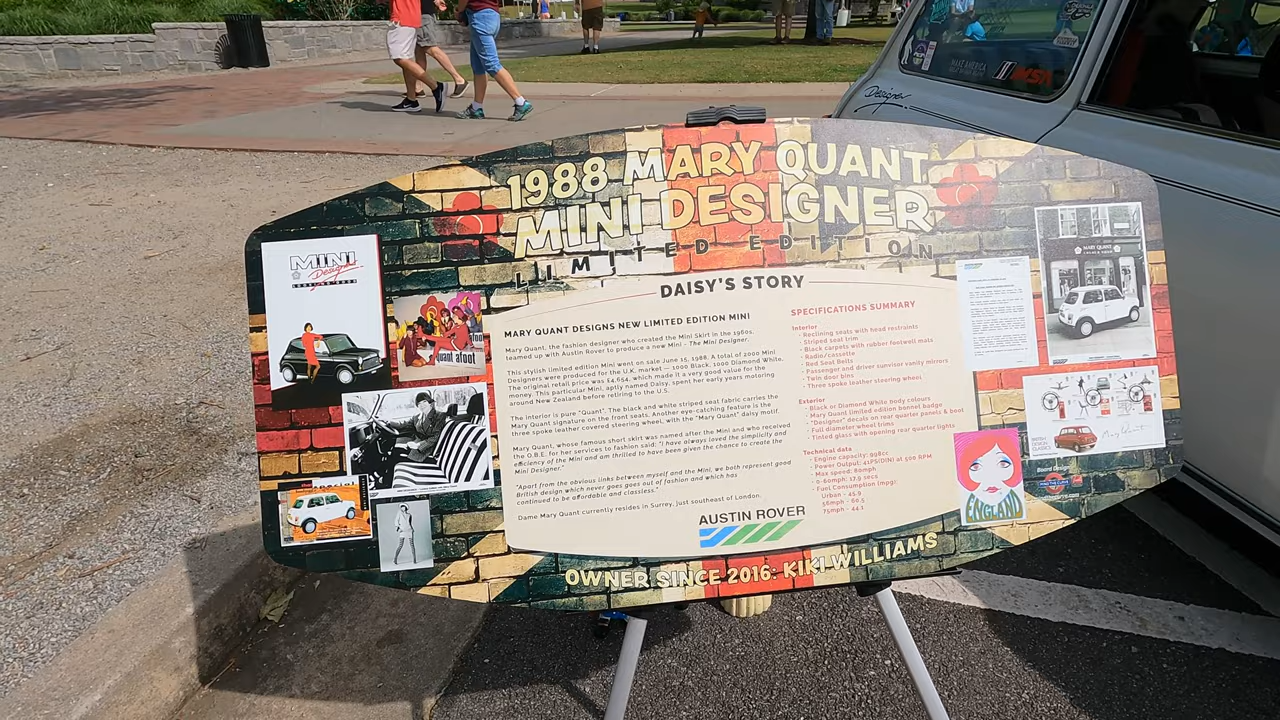 Designer
1988 MARY QUANT
MINI DESIGNER
LIMITED EDITION
DAISY'S STORY
MARY QUANT DESIGNS NEW LIMITED EDITION MINI
Mary Quant, the fashion designer who created the Mini Skirt in the 1960s,
teamed up with Austin Rover to produce a new Mini - The Mini Designer.
This stylish limited edition Mini went on sale June 15, 1988. A total of 2000 Mini
Designers were produced for the U.K. market — 1000 Black, 1000 Diamond White.
The original retail price was £4,654, which made it a very good value for the
money. This particular Mini, aptly named Daisy, spent her early years motoring
around New Zealand before retiring to the U.S.
The interior is pure "Quant". The black and white striped seat fabric carries the
Mary Quant signature on the front seats. Another eye-catching feature is the
three spoke leather covered steering wheel, with the "Mary Quant" daisy motif.
Mary Quant, whose famous short skirt was named after the Mini and who received
the O.B.E. for her services to fashion said: "I have always loved the simplicity and
efficiency of the Mini and am thrilled to have been given the chance to create the
Mini Designer."
"Apart from the obvious links between myself and the Mini, we both represent good
British design which never goes out of fashion and which has
continued to be affordable and classless."
Dame Mary Quant currently resides in Surrey, just southeast of London.
SPECIFICATIONS SUMMARY
Interior
- Reclining seats with head restraints
- Striped seat trim
- Black carpets with rubber footwell mats
- Radio/cassette
- Red Seat Belts
- Passenger and driver sunvisor vanity mirrors
- Twin door bins
- Three spoke leather steering wheel
Exterior
- Black or Diamond White body colours
- Mary Quant limited edition bonnet badge
- "Designer" decals on rear quarter panels & boot
- Full diameter wheel trims
- Tinted glass with opening rear quarter lights
Technical data
- Engine capacity: 998cc
- Max speed: 80mph
- 0-60mph: 17.9 secs
- Fuel Consumption (mpg):
Urban - 45.9
56mph - 60.5
75mph - 44.1
AUSTIN ROVER
OWNER SINCE 2016: KIKI WILLIAMS
MINI
Designer
quant afoot
MARY QUANT
ENGLAND
Board Design: